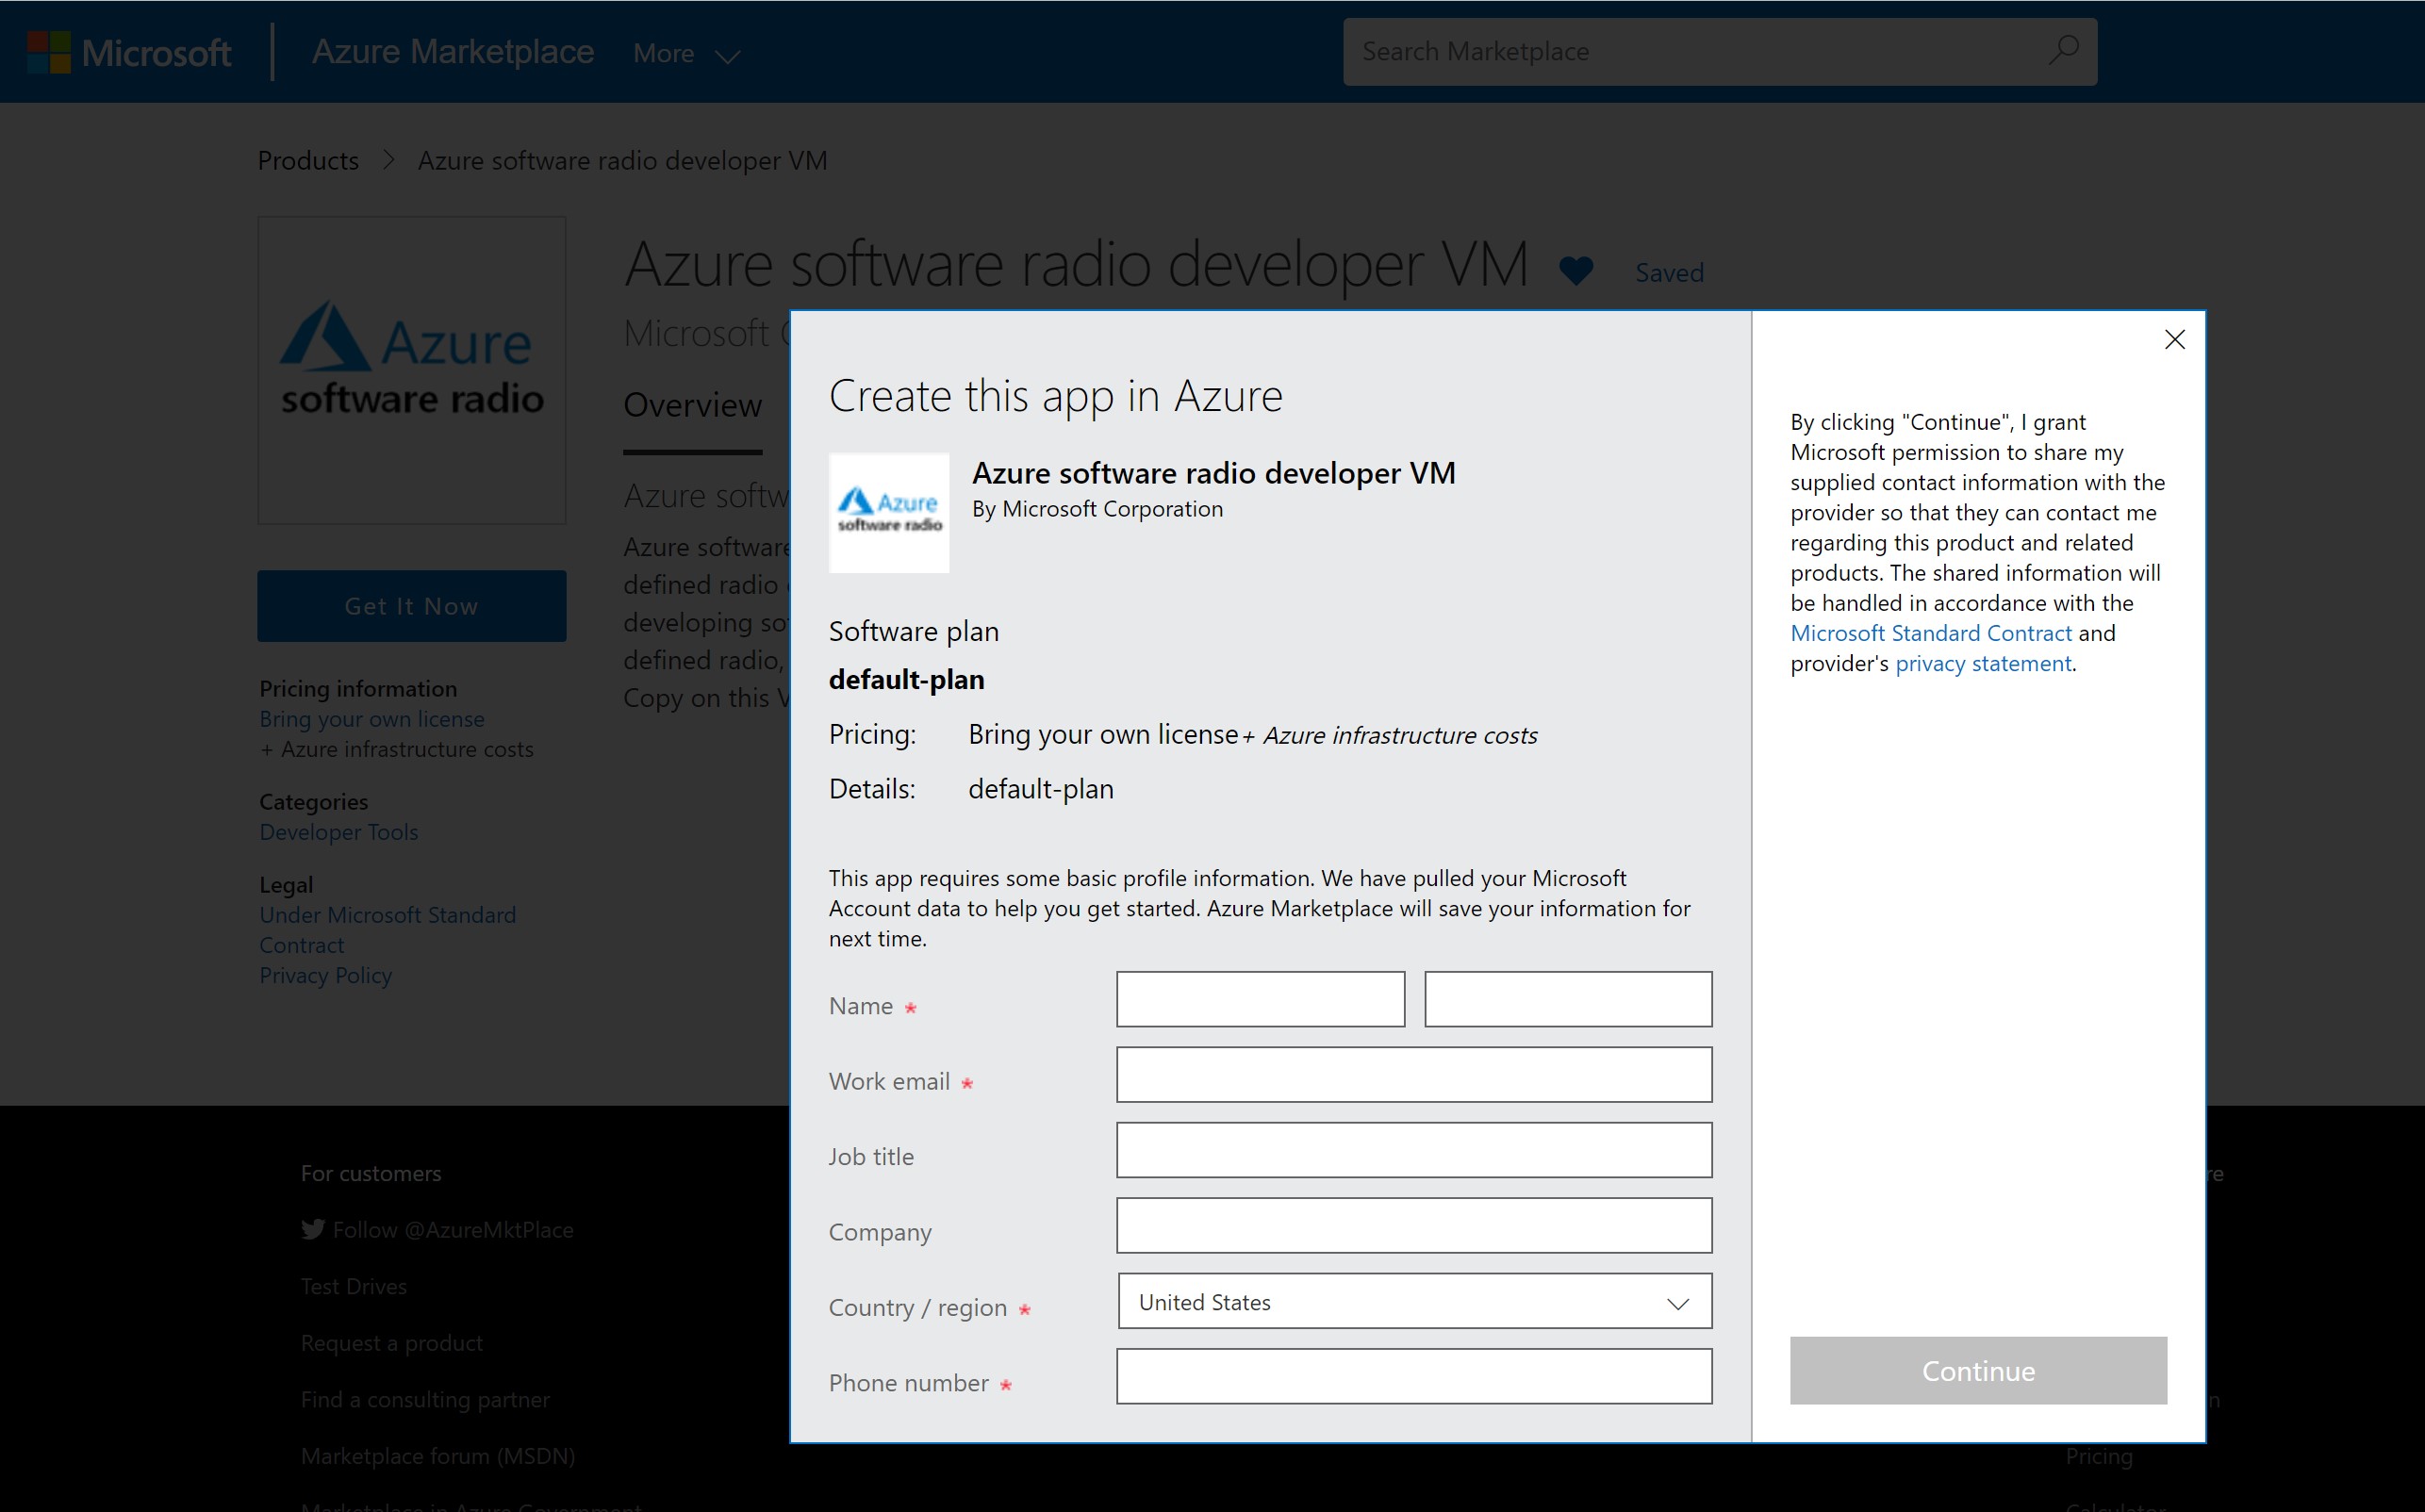 Microsoft
Azure Marketplace
More
Search Marketplace
Products
Azure software radio developer VM
Azure software radio developer VM
Saved
Microsoft
Azure
software radio
Overview
Azure softw
Azure software
defined radio
developing so
defined radio,
Copy on this V
Get It Now
Pricing information
Bring your own license
+ Azure infrastructure costs
Categories
Developer Tools
Legal
Under Microsoft Standard
Contract
Privacy Policy
Create this app in Azure
Azure
software radio
Azure software radio developer VM
By Microsoft Corporation
Software plan
default-plan
Pricing: Bring your own license + Azure infrastructure costs
Details: default-plan
This app requires some basic profile information. We have pulled your Microsoft
Account data to help you get started. Azure Marketplace will save your information for
next time.
Name *
Work email *
Job title
Company
Country / region *
United States
Phone number *
By clicking "Continue", I grant
Microsoft permission to share my
supplied contact information with the
provider so that they can contact me
regarding this product and related
products. The shared information will
be handled in accordance with the
Microsoft Standard Contract and
provider's privacy statement.
Continue
For customers
Follow @AzureMktPlace
Test Drives
Request a product
Find a consulting partner
Marketplace forum (MSDN)
Marketplace in Azure Government
re
n
Pricing
Calculator